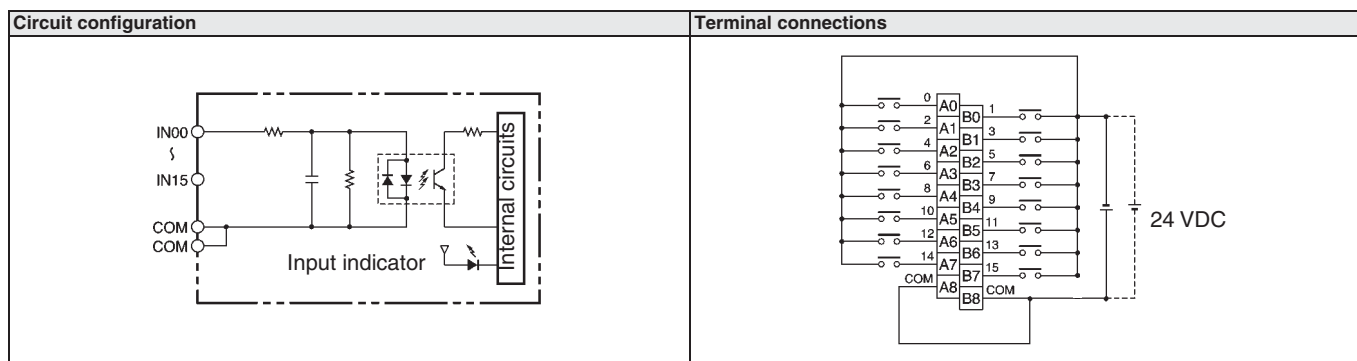 Circuit configuration
Terminal connections
IN00
IN15
COM
COM
Input indicator
Internal circuits
0
A0
B0
1
2
A1
B1
3
4
A2
B2
5
6
A3
B3
7
8
A4
B4
9
10
A5
B5
11
12
A6
B6
13
14
A7
B7
15
COM
A8
B8
COM
24 VDC